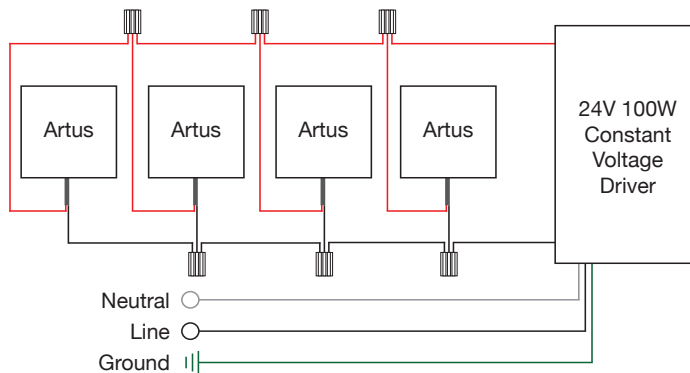 Artus Artus Artus Artus
24V 100W
Constant
Voltage
Driver
Neutral
Line
Ground